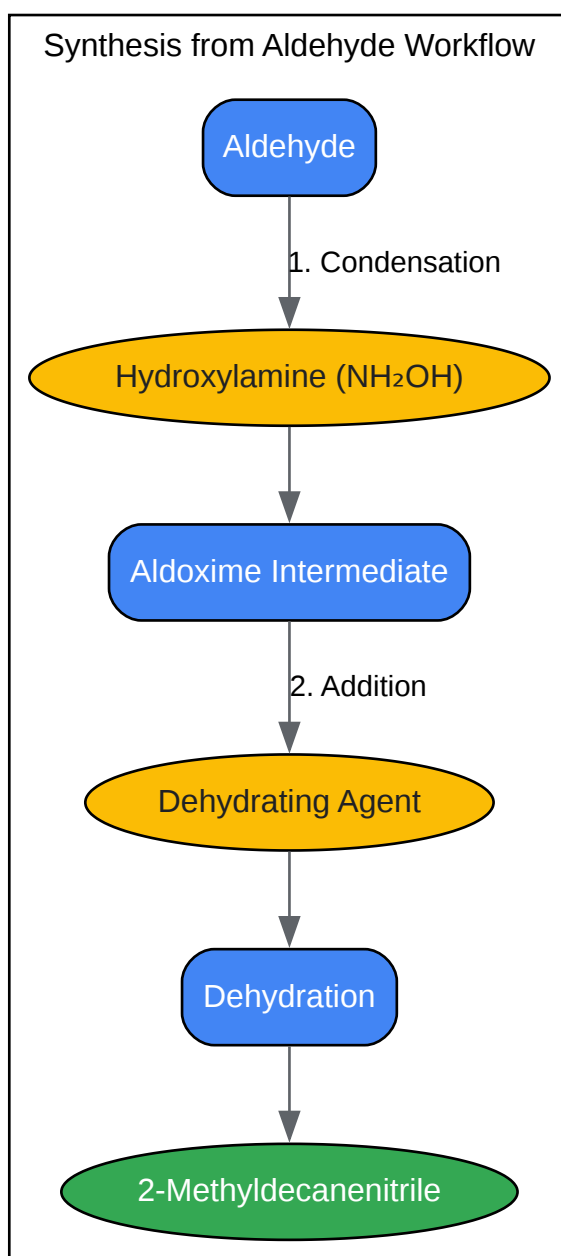 Synthesis from Aldehyde Workflow
Aldehyde
1. Condensation
Hydroxylamine (NH₂OH)
Aldoxime Intermediate
2. Addition
Dehydrating Agent
Dehydration
2-Methyldecanenitrile